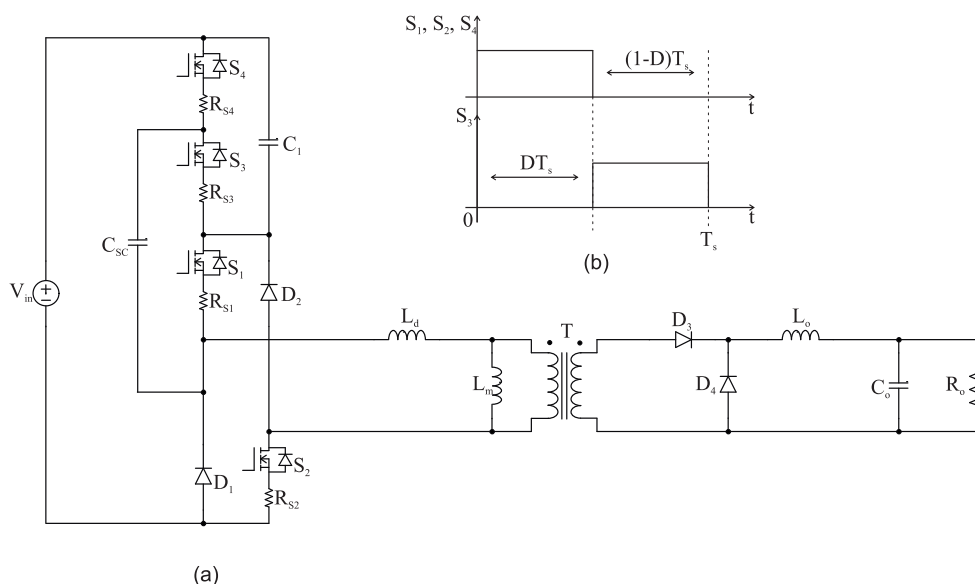 S1, S2, S4
(1-D)Ts
t
S3
DTs
0
t
Ts
(b)
S4
RS4
C1
S3
RS3
CSC
S1
RS1
D2
Vin
Ld
T
D3
Lo
Lm
D4
Co
Ro
S2
D1
RS2
(a)